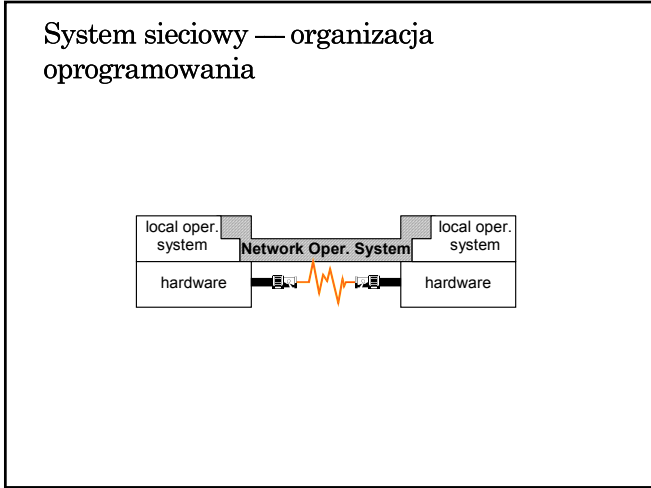 System sieciowy — organizacja
oprogramowania
local oper.
system
Network Oper. System
local oper.
system
hardware
hardware